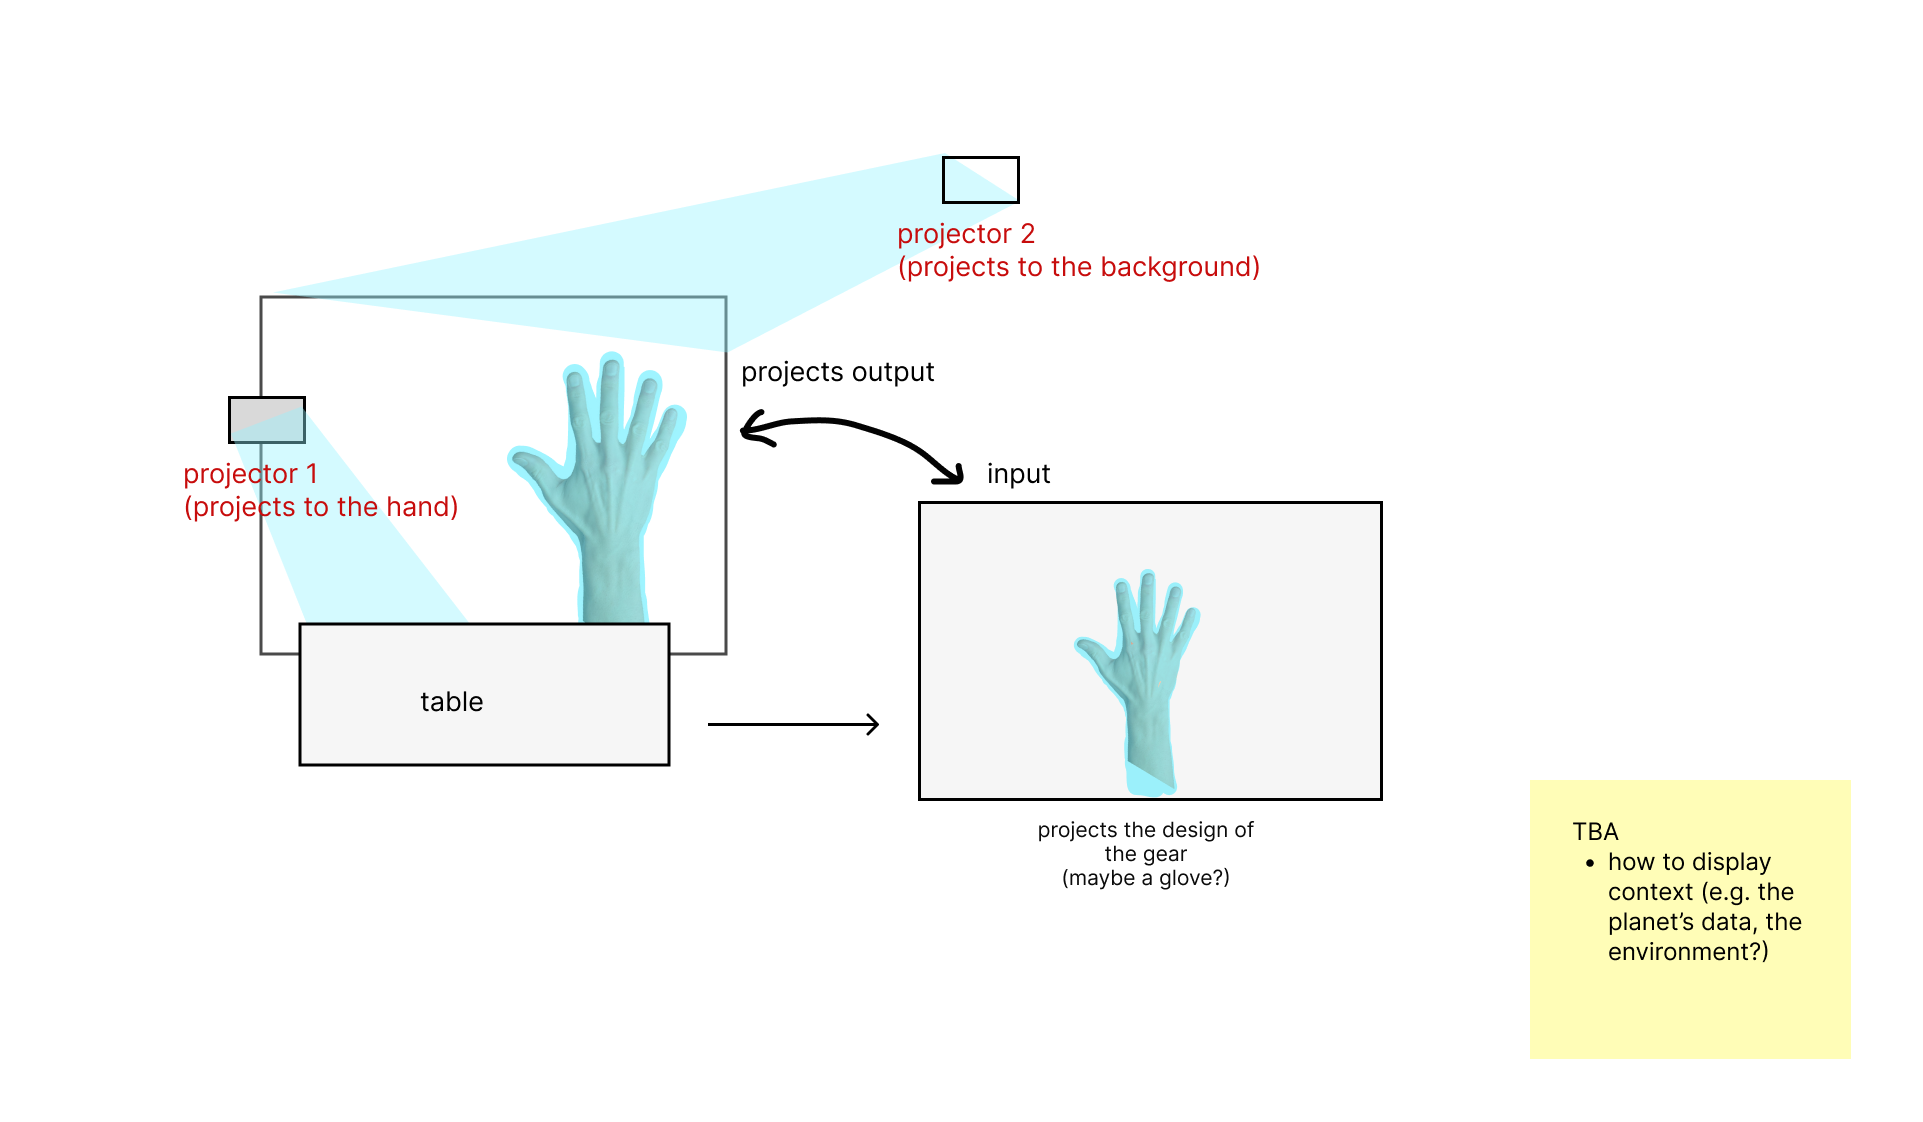 projector 2
(projects to the background)
projects output
projector 1
(projects to the hand)
input
table
projects the design of
the gear
(maybe a glove?)
TBA
• how to display
context (e.g. the
planet’s data, the
environment?)